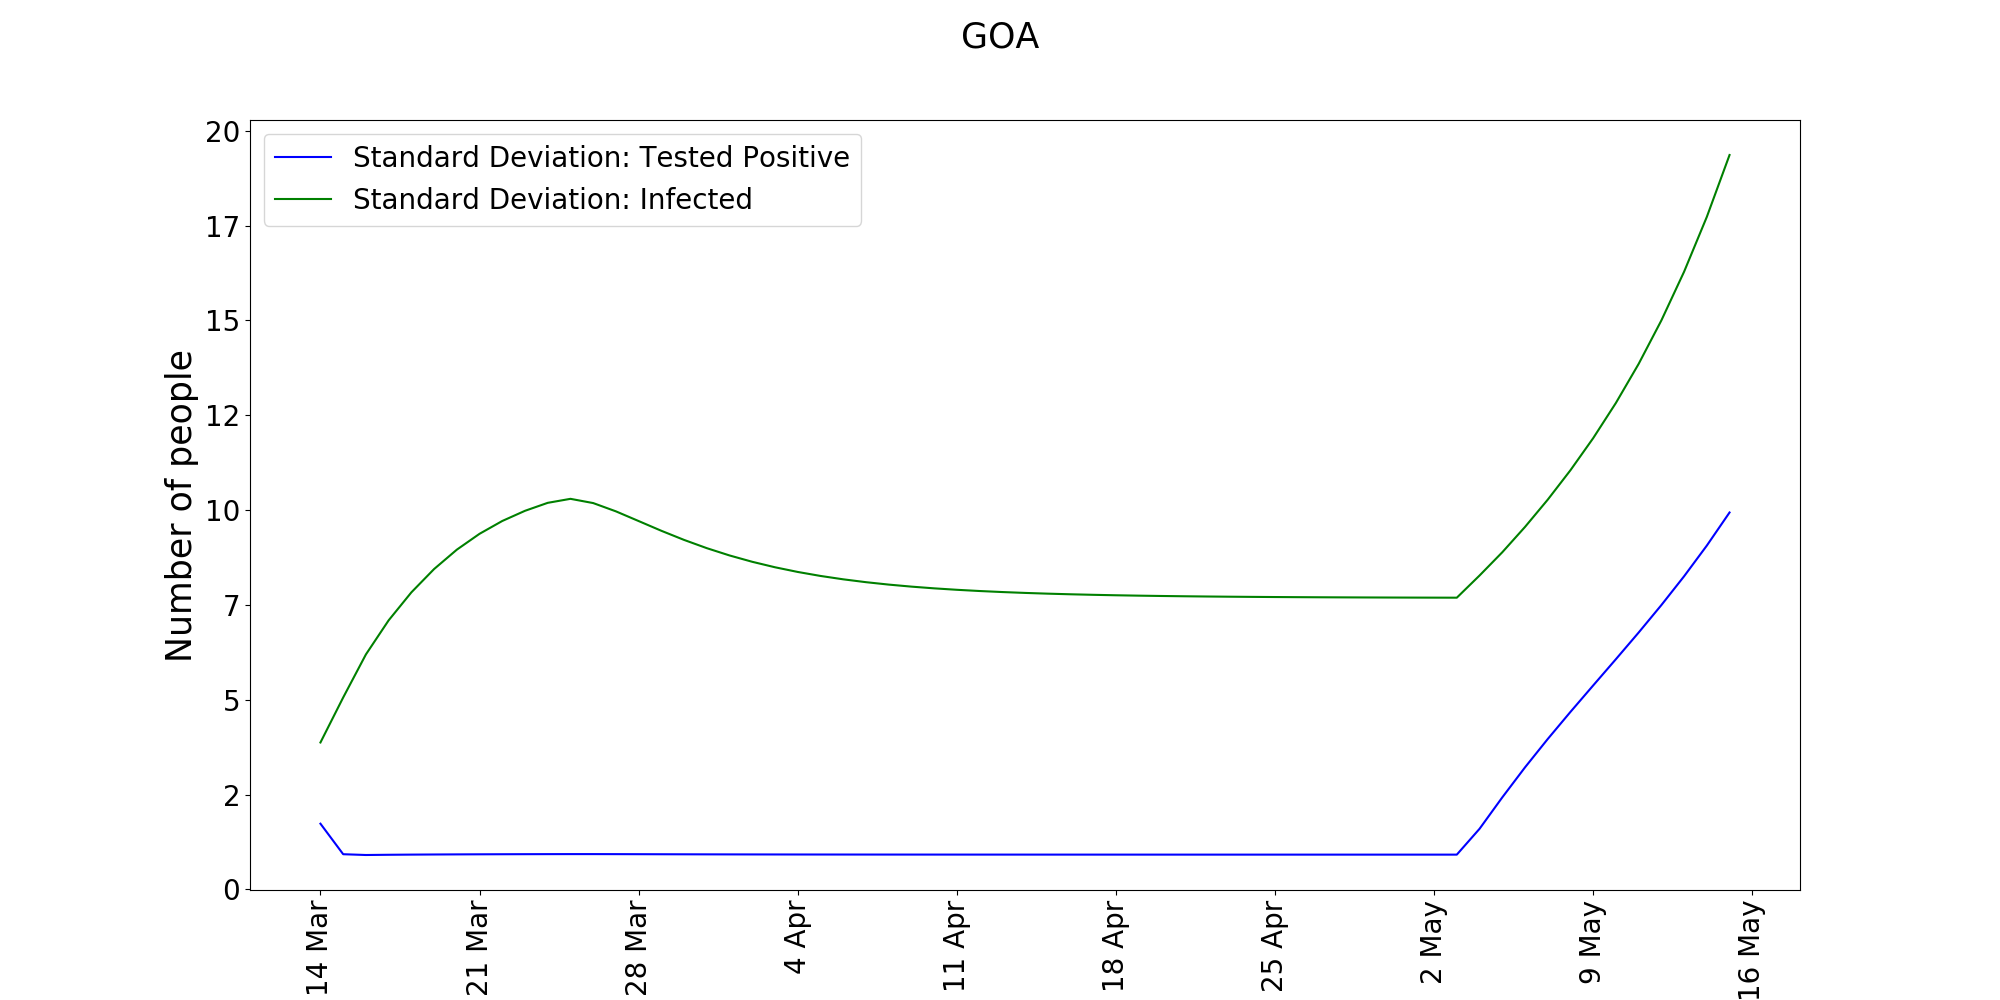 GOA
Standard Deviation: Tested Positive
Standard Deviation: Infected
Number of people
20
17
15
12
10
7
5
2
0
14 Mar
21 Mar
28 Mar
4 Apr
11 Apr
18 Apr
25 Apr
2 May
9 May
16 May